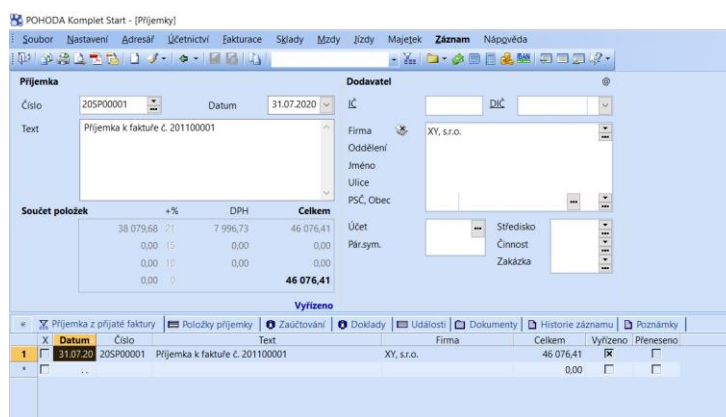 POHODA Komplet Start - [Příjemky]
Soubor Nastavení Adresář Účetnictví Fakturace Sklady Mzdy Jízdy Majetek Záznam Nápověda
Příjemka Dodavatel @
Číslo 20SP00001 Datum 31.07.2020 IČ DIČ
Text Příjemka k faktuře č. 201100001 Firma XY, s.r.o.
Oddělení
Jméno
Ulice
PSČ, Obec
Součet položek +% DPH Celkem
38 079,68 21 7 996,73 46 076,41 Účet Středisko
0,00 15 0,00 0,00 Pár.sym. Činnost
0,00 10 0,00 0,00 Zakázka
0,00 0 46 076,41
Vyřízeno
* Příjemka z přijaté faktury Položky příjemky Zaúčtování Doklady Události Dokumenty Historie záznamu Poznámky
X Datum Číslo Text Firma Celkem Vyřízeno Přeneseno
1 31.07.20 20SP00001 Příjemka k faktuře č. 201100001 XY, s.r.o. 46 076,41
* . . 0,00